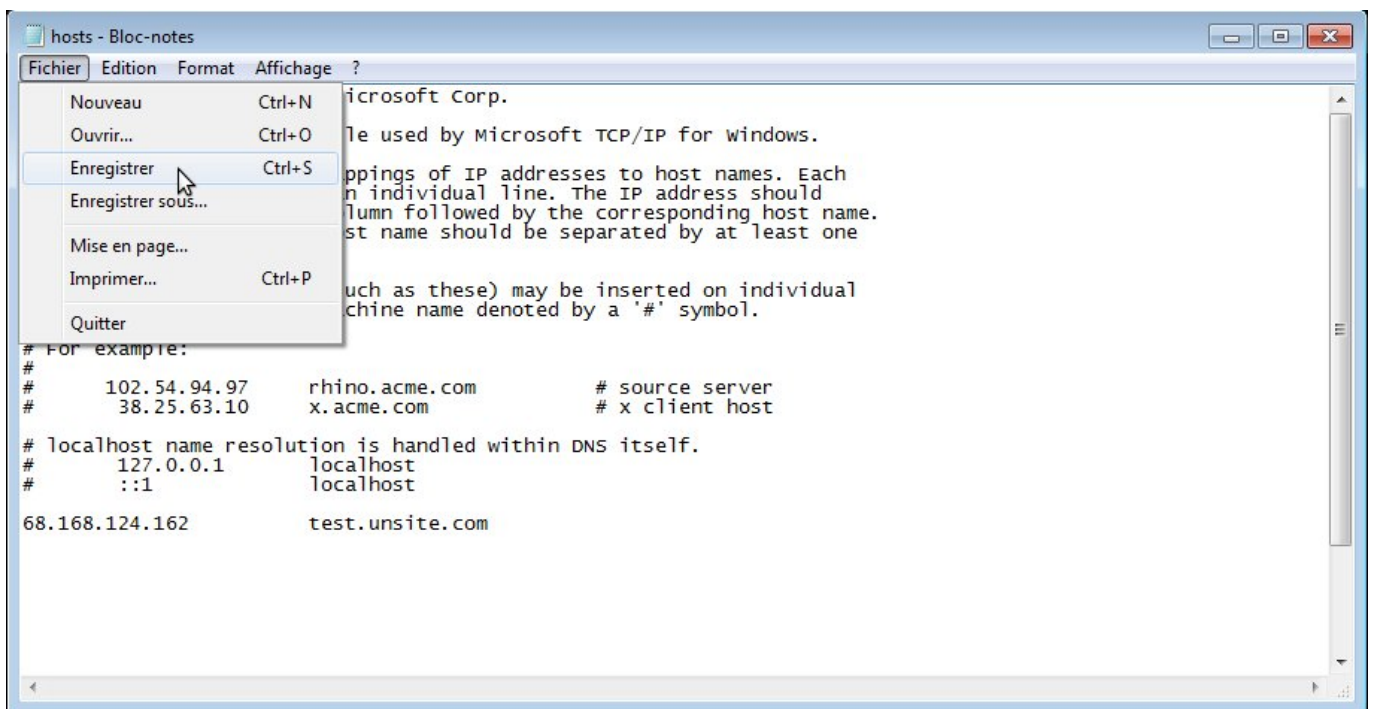 hosts - Bloc-notes
Fichier Edition Format Affichage ?
Nouveau Ctrl+N
Ouvrir... Ctrl+O
Enregistrer Ctrl+S
Enregistrer sous...
Mise en page...
Imprimer... Ctrl+P
Quitter
icrosoft Corp.
le used by Microsoft TCP/IP for Windows.
ppings of IP addresses to host names. Each
n individual line. The IP address should
lumn followed by the corresponding host name.
st name should be separated by at least one
uch as these) may be inserted on individual
chine name denoted by a '#' symbol.
# For example:
#
# 102.54.94.97 rhino.acme.com # source server
# 38.25.63.10 x.acme.com # x client host
# localhost name resolution is handled within DNS itself.
# 127.0.0.1 localhost
# ::1 localhost
68.168.124.162 test.unsite.com